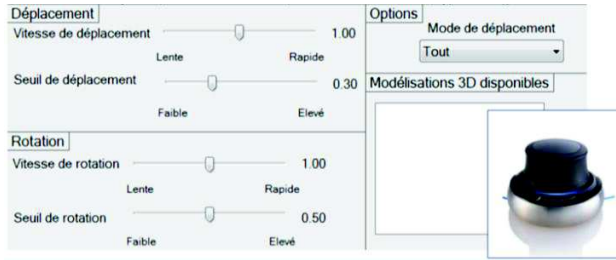 Déplacement
Vitesse de déplacement 1.00
Lente Rapide
Seuil de déplacement 0.30
Faible Elevé
Rotation
Vitesse de rotation 1.00
Lente Rapide
Seuil de rotation 0.50
Faible Elevé
Options
Mode de déplacement
Tout
Modélisations 3D disponibles